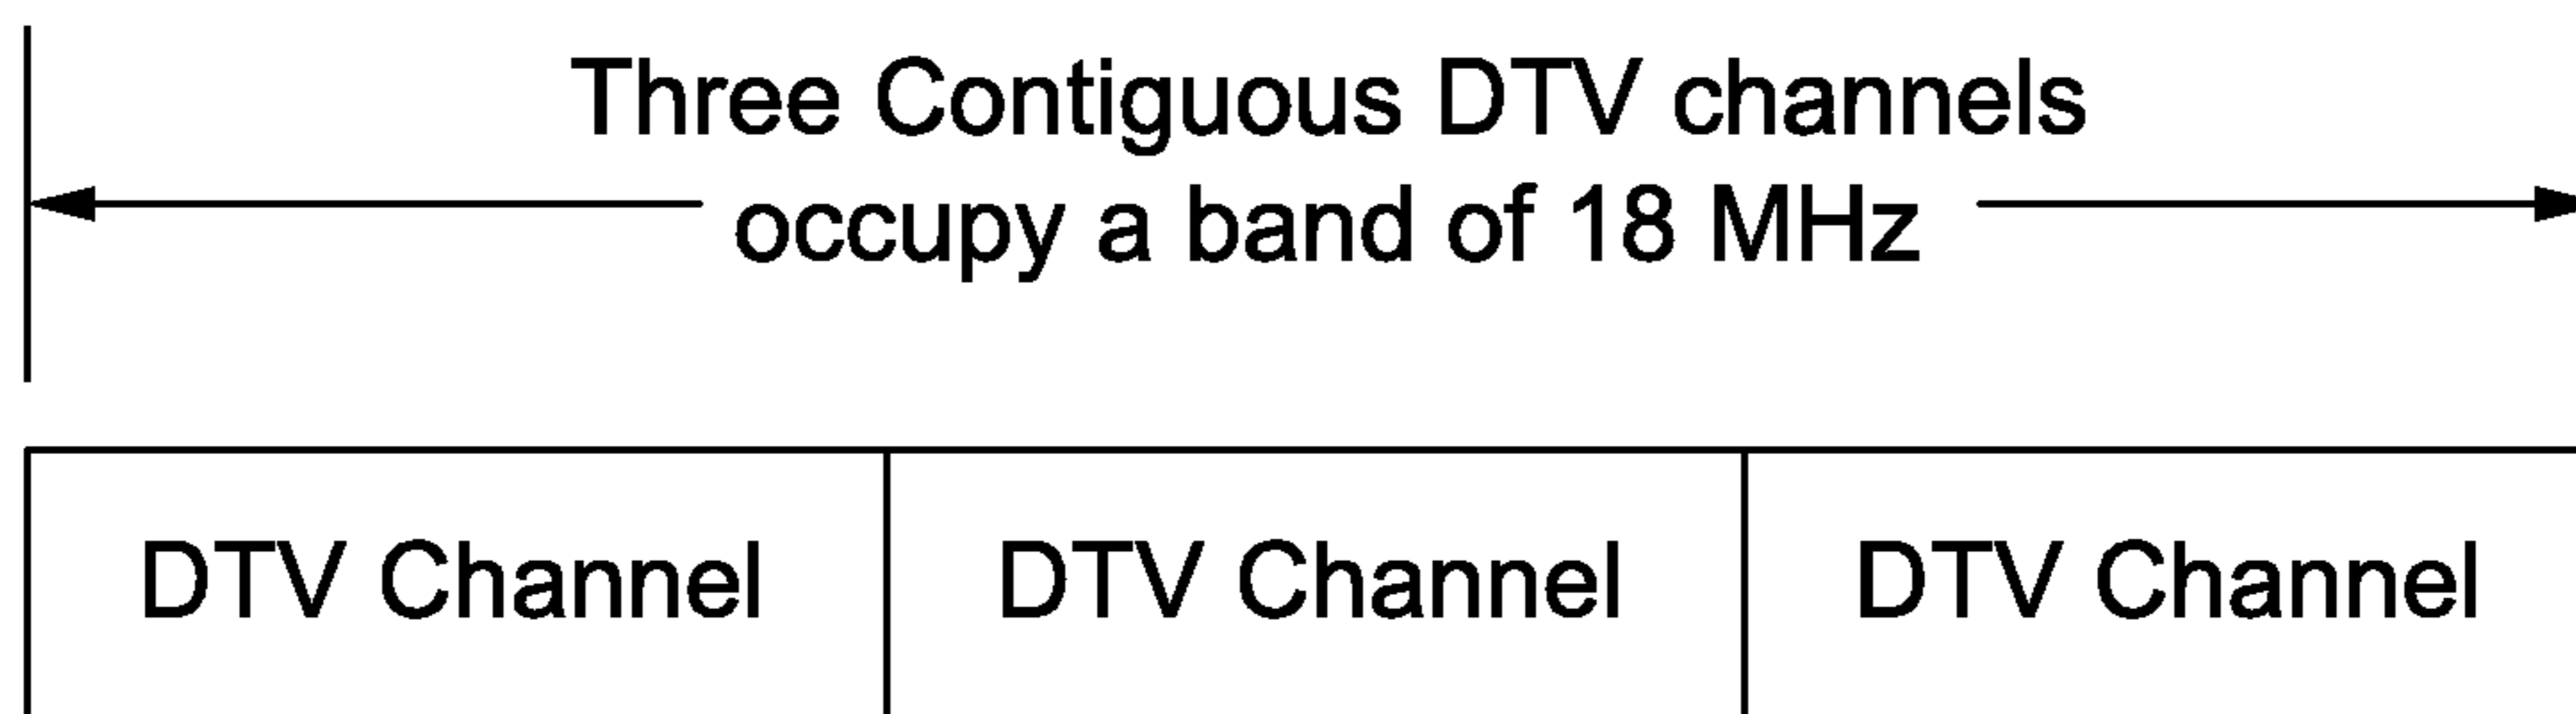 Three Contiguous DTV channels
occupy a band of 18 MHz
DTV Channel
DTV Channel
DTV Channel